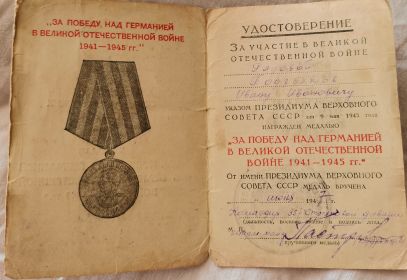 „ЗА ПОБЕДУ НАД ГЕРМАНИЕЙ
В ВЕЛИКОЙ ОТЕЧЕСТВЕННОЙ ВОЙНЕ
1941—1945 гг."
УДОСТОВЕРЕНИЕ
ЗА УЧАСТИЕ В ВЕЛИКОЙ
ОТЕЧЕСТВЕННОЙ ВОЙНЕ
Ивану Ивановичу
УКАЗОМ ПРЕЗИДИУМА ВЕРХОВНОГО
СОВЕТА СССР от 9 мая 1945 года
НАГРАЖДЕН МЕДАЛЬЮ
„ЗА ПОБЕДУ НАД ГЕРМАНИЕЙ
В ВЕЛИКОЙ ОТЕЧЕСТВЕННОЙ
ВОЙНЕ 1941—1945 гг."
От имени ПРЕЗИДИУМА ВЕРХОВНОГО
СОВЕТА СССР МЕДАЛЬ ВРУЧЕНА
194